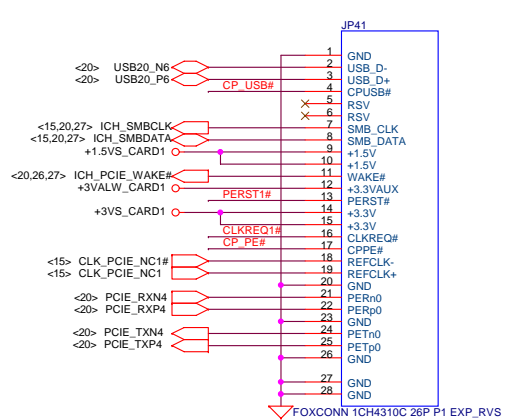 JP41
1 GND
<20> USB20_N6 2 USB_D-
<20> USB20_P6 3 USB_D+
CP_USB# 4 CPUSB#
5 RSV
6 RSV
<15,20,27> ICH_SMBCLK 7 SMB_CLK
<15,20,27> ICH_SMBDATA 8 SMB_DATA
+1.5VS_CARD1 9 +1.5V
10 +1.5V
<20,26,27> ICH_PCIE_WAKE# 11 WAKE#
+3VALW_CARD1 12 +3.3VAUX
PERST1# 13 PERST#
+3VS_CARD1 14 +3.3V
15 +3.3V
CLKREQ1# 16 CLKREQ#
CP_PE# 17 CPPE#
<15> CLK_PCIE_NC1# 18 REFCLK-
<15> CLK_PCIE_NC1 19 REFCLK+
20 GND
<20> PCIE_RXN4 21 PERn0
<20> PCIE_RXP4 22 PERp0
23 GND
<20> PCIE_TXN4 24 PETn0
<20> PCIE_TXP4 25 PETp0
26 GND
27 GND
28 GND
FOXCONN 1CH4310C 26P P1 EXP_RVS